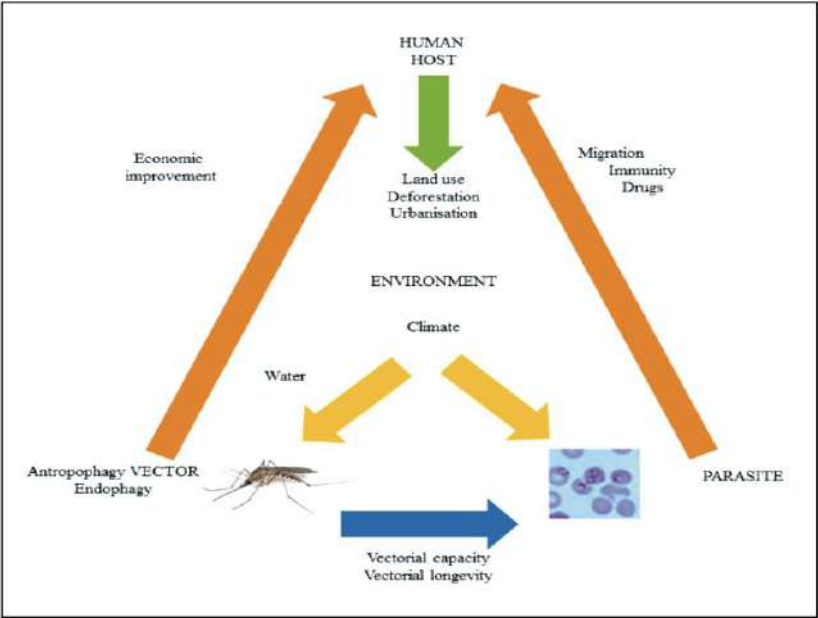 HUMAN
HOST
Economic
improvement
Migration
Immunity
Drugs
Land use
Deforestation
Urbanisation
ENVIRONMENT
Climate
Water
Antropophagy VECTOR
Endophagy
PARASITE
Vectorial capacity
Vectorial longevity